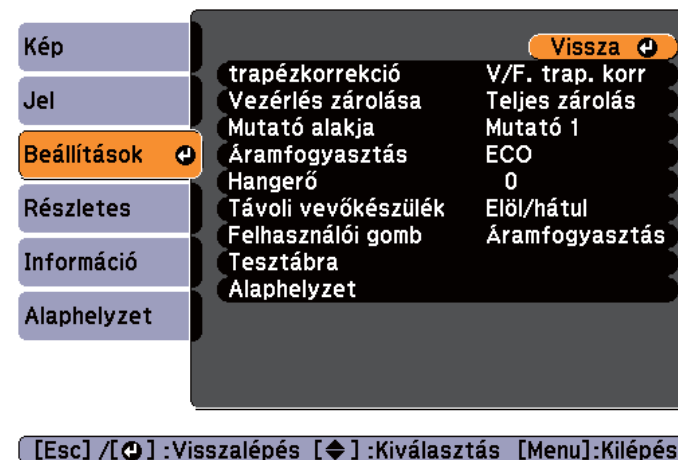 Kép
Jel
Beállítások
Részletes
Információ
Alaphelyzet
Vissza
trapézkorrekció V/F. trap. korr
Vezérlés zárolása Teljes zárolás
Mutató alakja Mutató 1
Áramfogyasztás ECO
Hangerő 0
Távoli vevőkészülék Elöl/hátul
Felhasználói gomb Áramfogyasztás
Tesztábra
Alaphelyzet
[Esc] /[⏎] :Visszalépés [◆] :Kiválasztás [Menu]:Kilépés